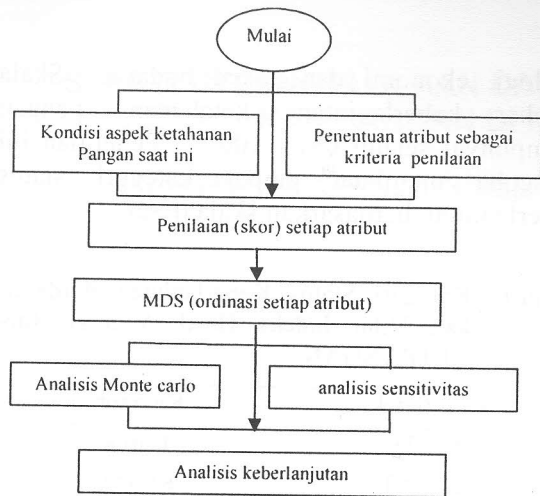 Mulai
Kondisi aspek ketahanan
Pangan saat ini
Penentuan atribut sebagai
kriteria penilaian
Penilaian (skor) setiap atribut
MDS (ordinasi setiap atribut)
Analisis Monte carlo
analisis sensitivitas
Analisis keberlanjutan